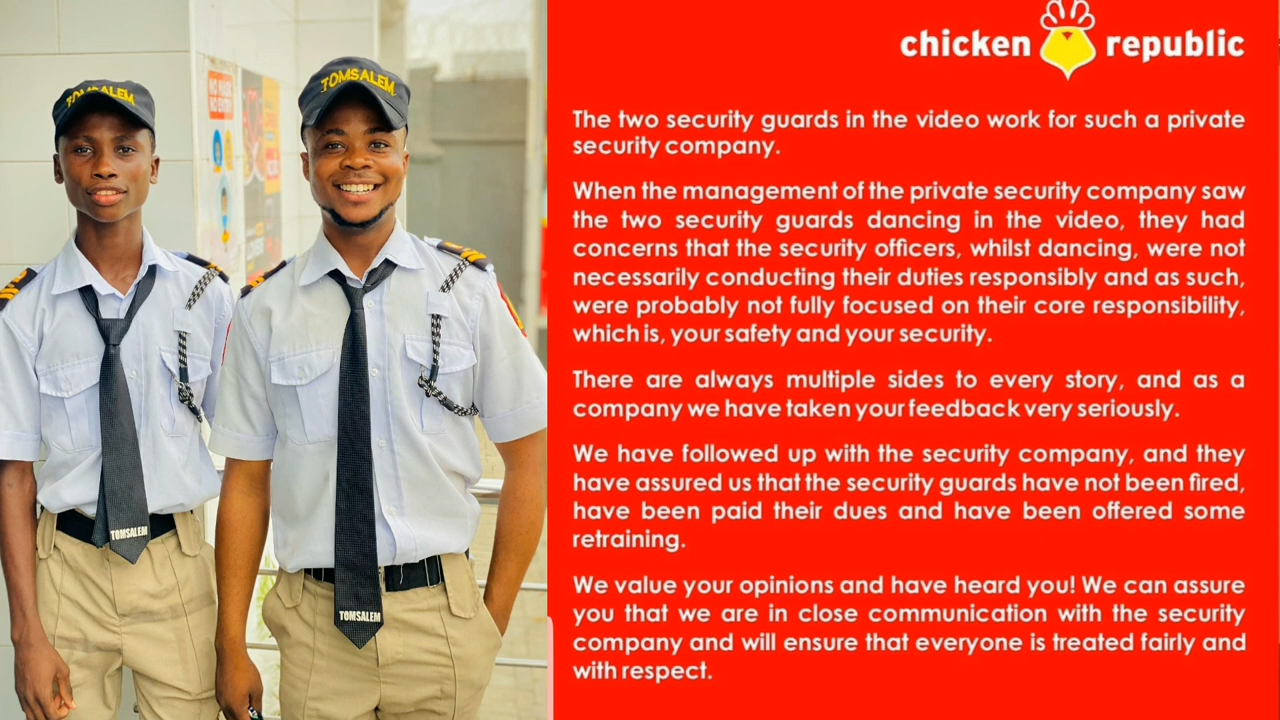 TOMSALEM
TOMSALEM
NO MASK
NO ENTRY
TOMSALEM
TOMSALEM
chicken republic
The two security guards in the video work for such a private
security company.
When the management of the private security company saw
the two security guards dancing in the video, they had
concerns that the security officers, whilst dancing, were not
necessarily conducting their duties responsibly and as such,
were probably not fully focused on their core responsibility,
which is, your safety and your security.
There are always multiple sides to every story, and as a
company we have taken your feedback very seriously.
We have followed up with the security company, and they
have assured us that the security guards have not been fired,
have been paid their dues and have been offered some
retraining.
We value your opinions and have heard you! We can assure
you that we are in close communication with the security
company and will ensure that everyone is treated fairly and
with respect.